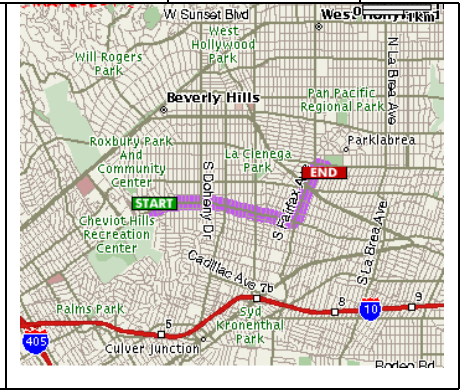 W Sunset Blvd
0
1km
West
Hollywood
Park
Will Rogers
Park
N La Brea Ave
Pan Pacific
Regional Park
Beverly Hills
Parklabrea
Roxbury Park
And
Community
Center
La Cienega
Park
S Doheny Dr
END
START
S Fairfax Ave
S La Brea Ave
Cheviot Hills
Recreation
Center
Cadillac Ave
7b
8
9
10
Palms Park
5
Syd
Kronenthal
Park
405
Culver Junction
Rodeo Rd